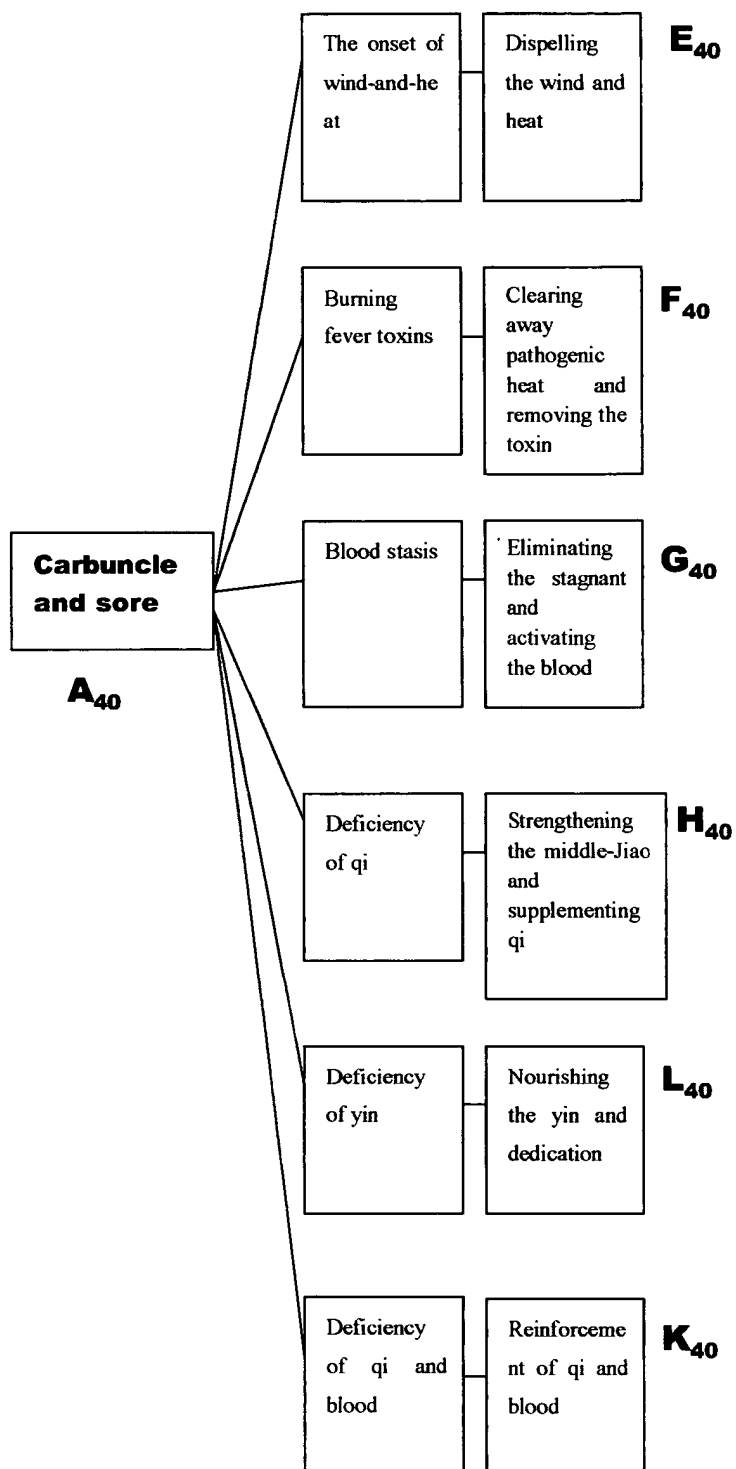 The onset of
wind-and-he
at
Dispelling
the wind and
heat
E40
Burning
fever toxins
Clearing
away
pathogenic
heat and
removing the
toxin
F40
Carbuncle
and sore
A40
Blood stasis
Eliminating
the stagnant
and
activating
the blood
G40
Deficiency
of qi
Strengthening
the middle-Jiao
and
supplementing
qi
H40
Deficiency
of yin
Nourishing
the yin and
dedication
L40
Deficiency
of qi and
blood
Reinforceme
nt of qi and
blood
K40